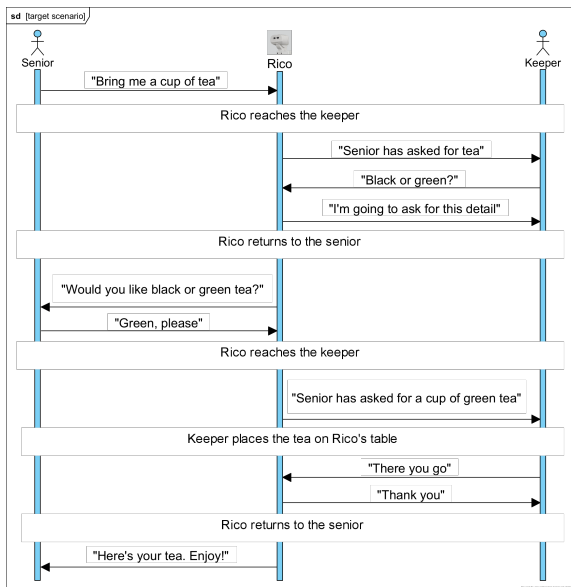 sd [target scenario]
Senior
Rico
Keeper
"Bring me a cup of tea"
Rico reaches the keeper
"Senior has asked for tea"
"Black or green?"
"I'm going to ask for this detail"
Rico returns to the senior
"Would you like black or green tea?"
"Green, please"
Rico reaches the keeper
"Senior has asked for a cup of green tea"
Keeper places the tea on Rico's table
"There you go"
"Thank you"
Rico returns to the senior
"Here's your tea. Enjoy!"